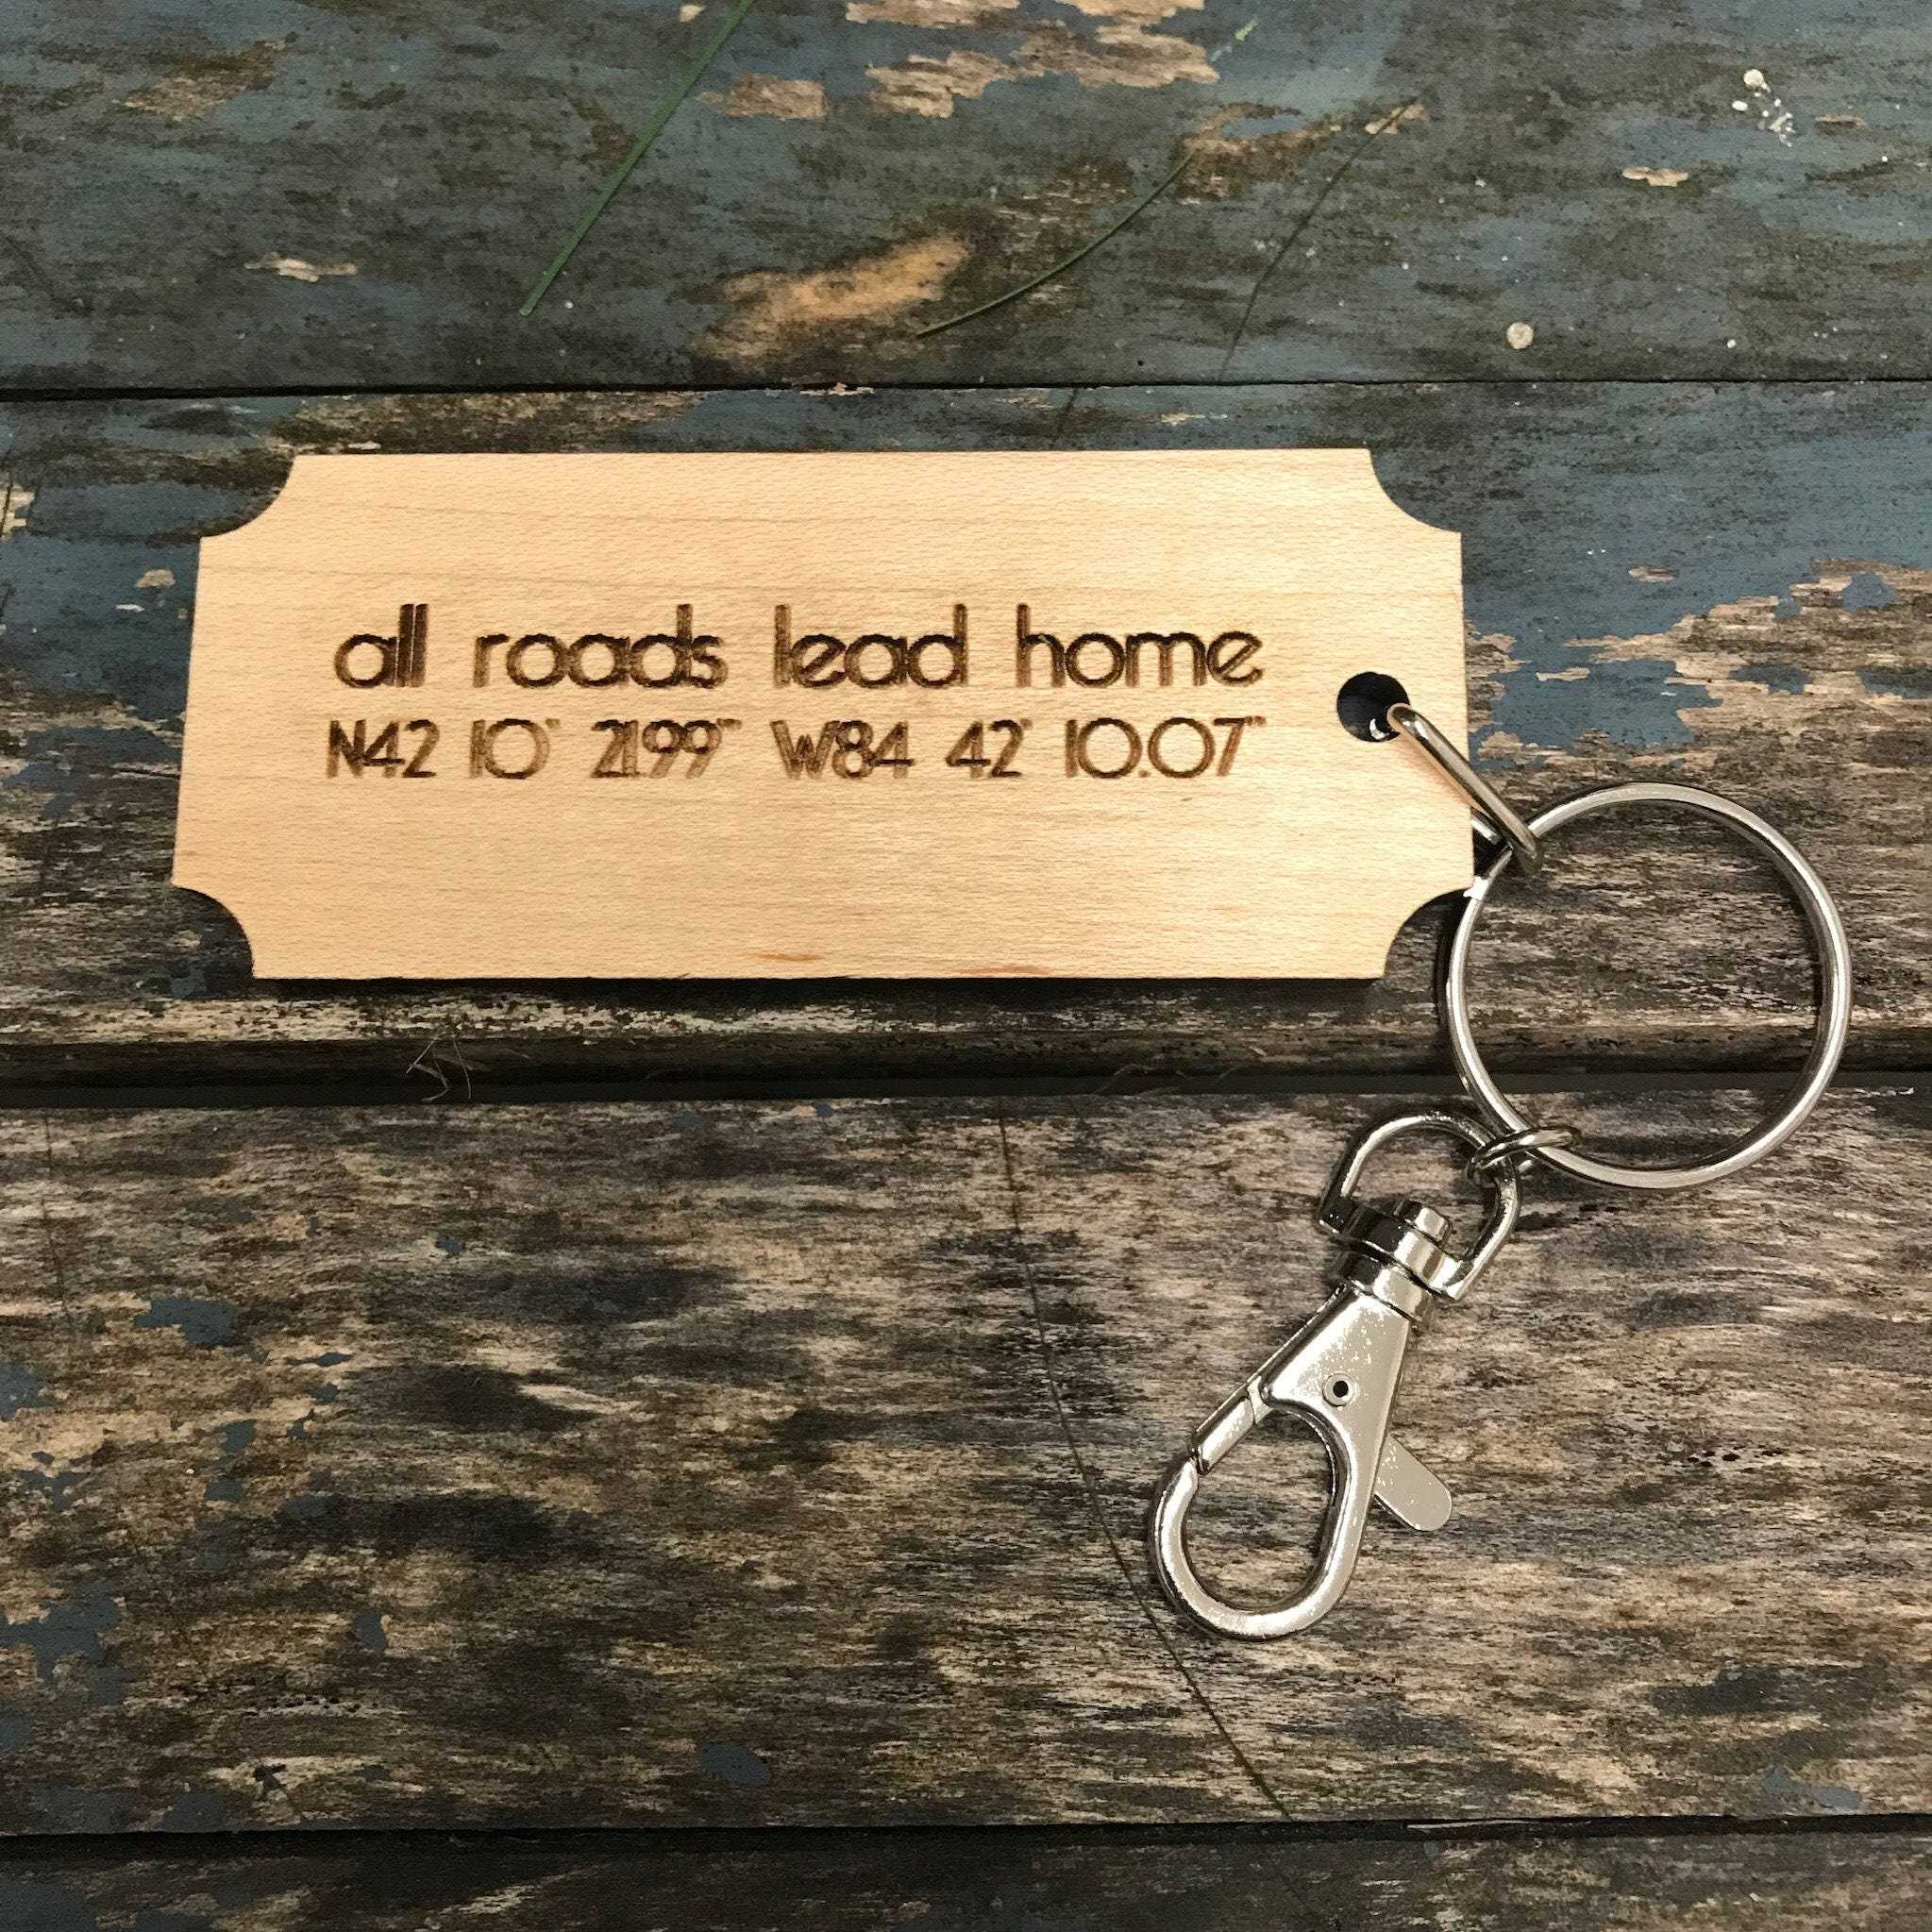 all roads lead home
N42 10' 21.99" W84 42' 10.07"